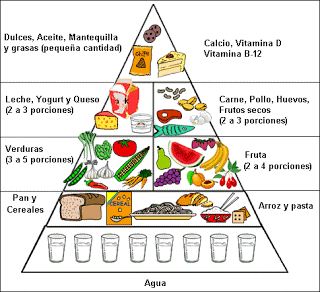 Dulces, Aceite, Mantequilla
y grasas (pequeña cantidad)
Calcio, Vitamina D
Vitamina B-12
Leche, Yogurt y Queso
(2 a 3 porciones)
Carne, Pollo, Huevos,
Frutos secos
(2 a 3 porciones)
Verduras
(3 a 5 porciones)
Fruta
(2 a 4 porciones)
Pan y
Cereales
CEREAL
Arroz y pasta
Agua